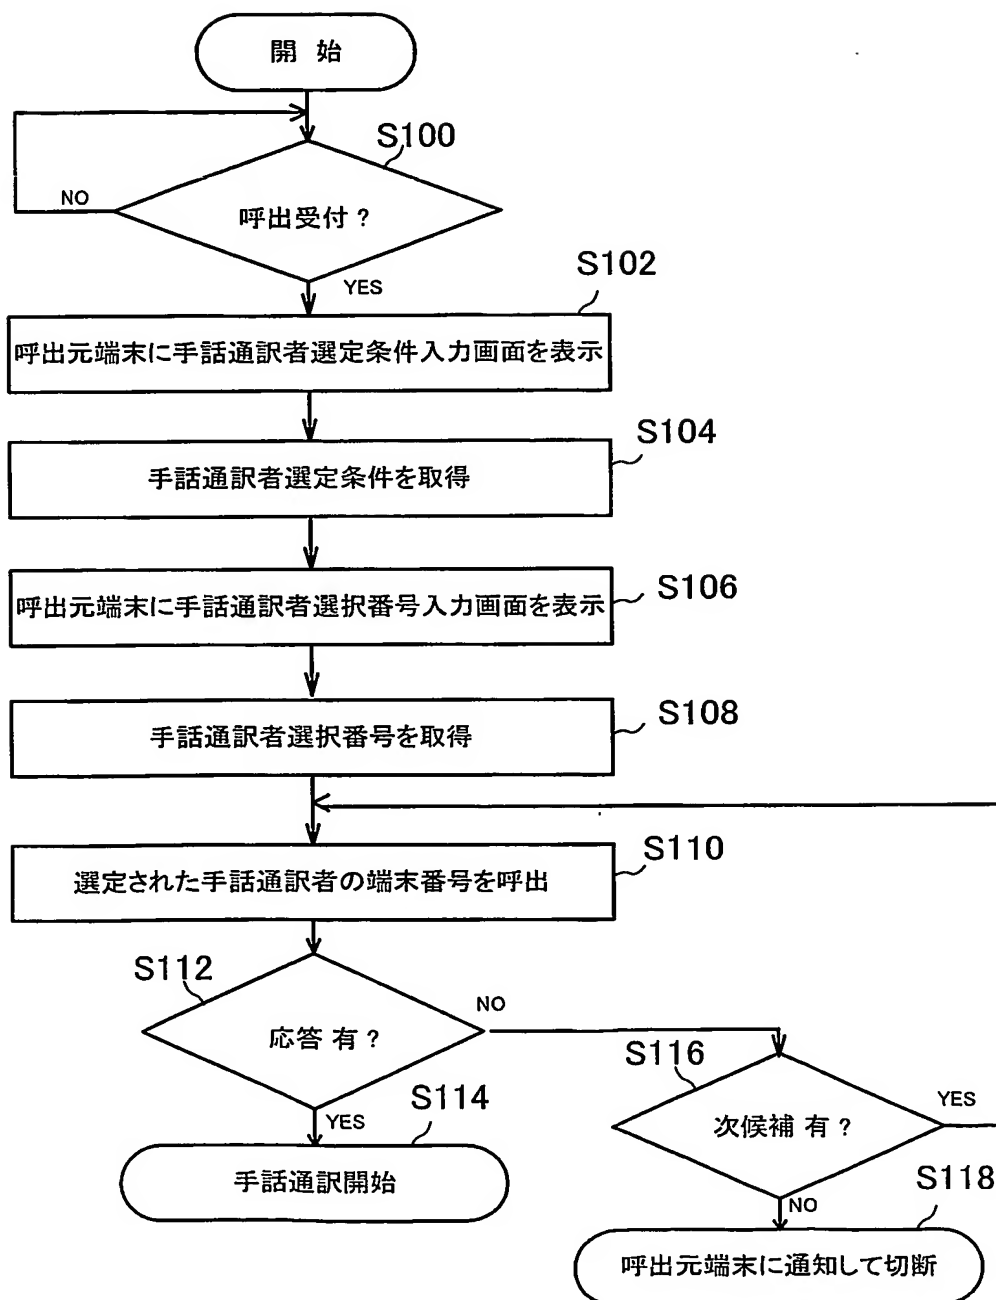 開 始
S100
NO
呼出受付?
YES
S102
呼出元端末に手話通訳者選定条件入力画面を表示
S104
手話通訳者選定条件を取得
S106
呼出元端末に手話通訳者選択番号入力画面を表示
S108
手話通訳者選択番号を取得
S110
選定された手話通訳者の端末番号を呼出
S112
NO
応答 有?
S116
YES
次候補 有?
YES
S114
手話通訳開始
S118
NO
呼出元端末に通知して切断